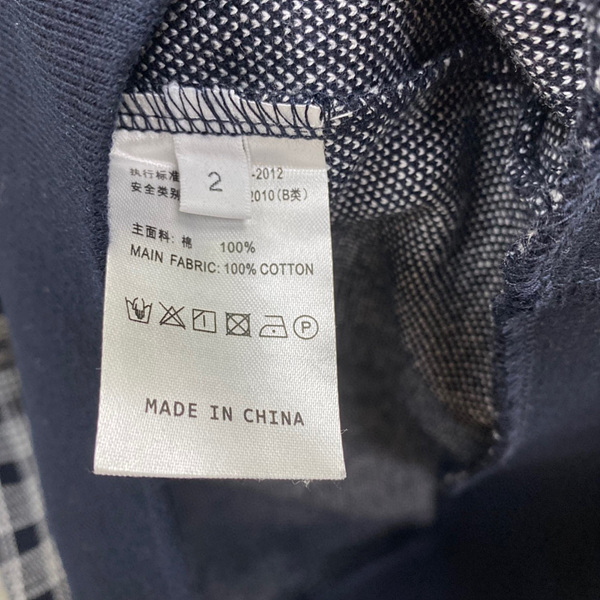 2
执行标准 -2012
安全类别 2010(B类)
主面料: 棉 100%
MAIN FABRIC: 100% COTTON
P
MADE IN CHINA